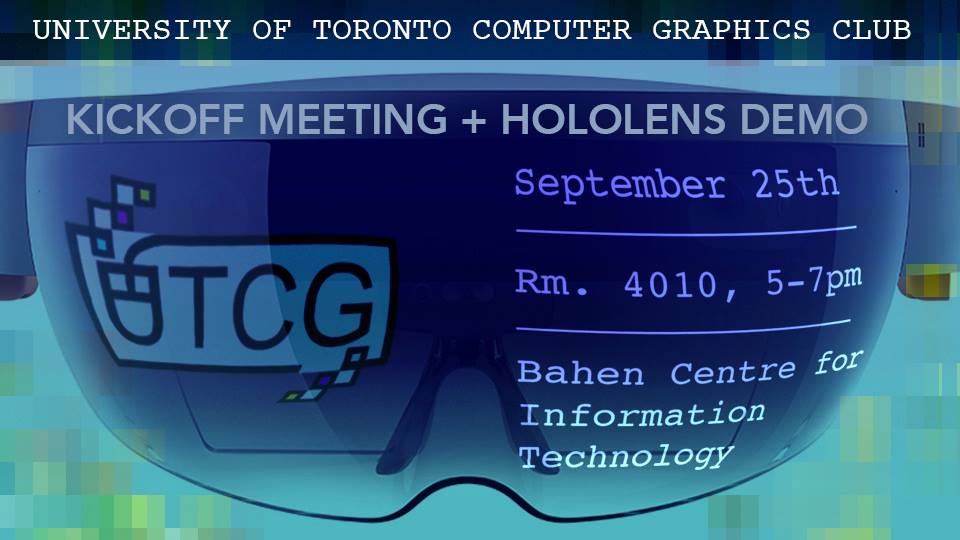 UNIVERSITY OF TORONTO COMPUTER GRAPHICS CLUB
KICKOFF MEETING + HOLOLENS DEMO
UTCG
September 25th
Rm. 4010, 5-7pm
Bahen Centre for
Information
Technology